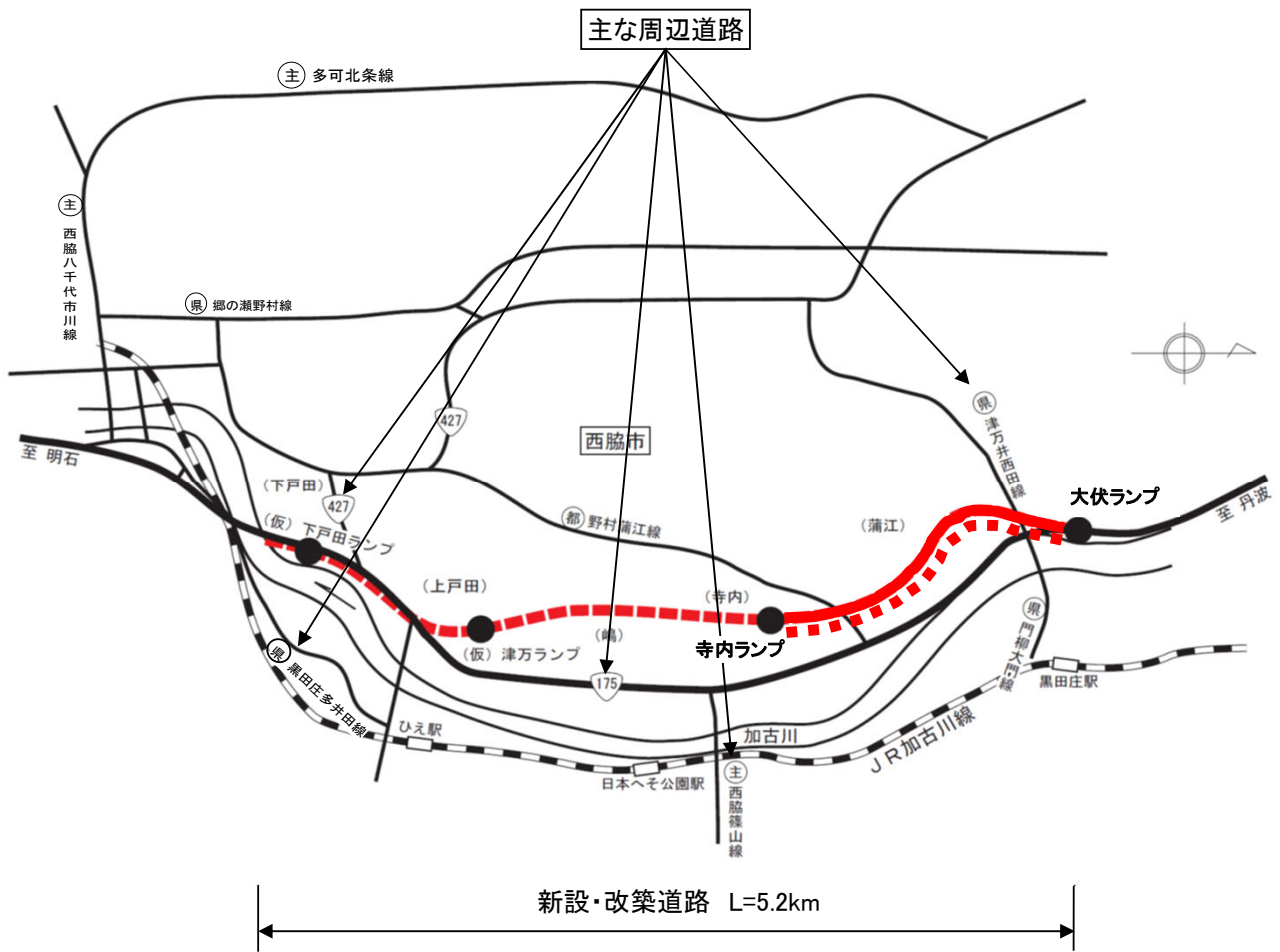 主な周辺道路
主 多可北条線
主 西脇八千代市川線
県 郷の瀬野村線
427
西脇市
県 津万井西田線
至 明石
(下戸田)
427
(仮) 下戸田ランプ
都 野村蒲江線
(蒲江)
大伏ランプ
至 丹波
(上戸田)
(寺内)
(嶋)
(仮) 津万ランプ
寺内ランプ
県 門柳大門線
県 黒田庄多井田線
175
黒田庄駅
ひえ駅
加古川
JR加古川線
日本へそ公園駅
主 西脇篠山線
新設・改築道路 L=5.2km